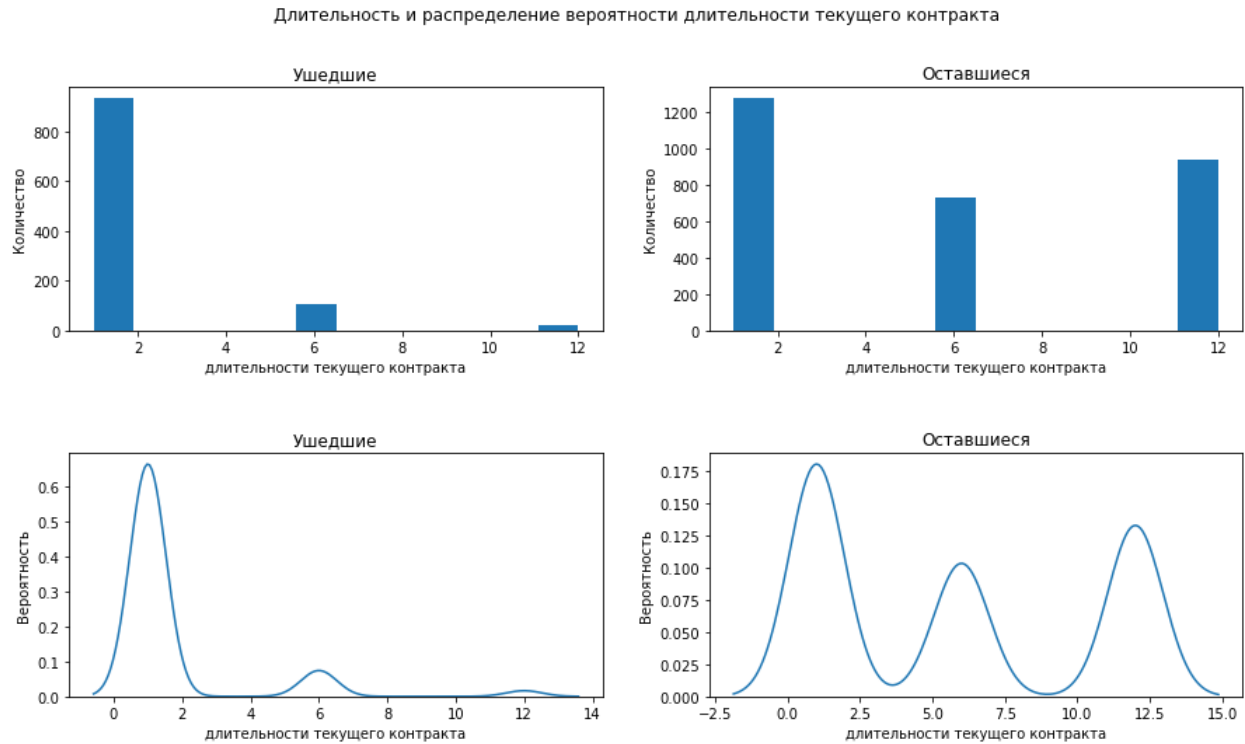 Длительность и распределение вероятности длительности текущего контракта
Ушедшие
Количество
800
600
400
200
0
2 4 6 8 10 12
длительности текущего контракта
Оставшиеся
Количество
1200
1000
800
600
400
200
0
2 4 6 8 10 12
длительности текущего контракта
Ушедшие
Вероятность
0.6
0.5
0.4
0.3
0.2
0.1
0.0
0 2 4 6 8 10 12 14
длительности текущего контракта
Оставшиеся
Вероятность
0.175
0.150
0.125
0.100
0.075
0.050
0.025
0.000
−2.5 0.0 2.5 5.0 7.5 10.0 12.5 15.0
длительности текущего контракта